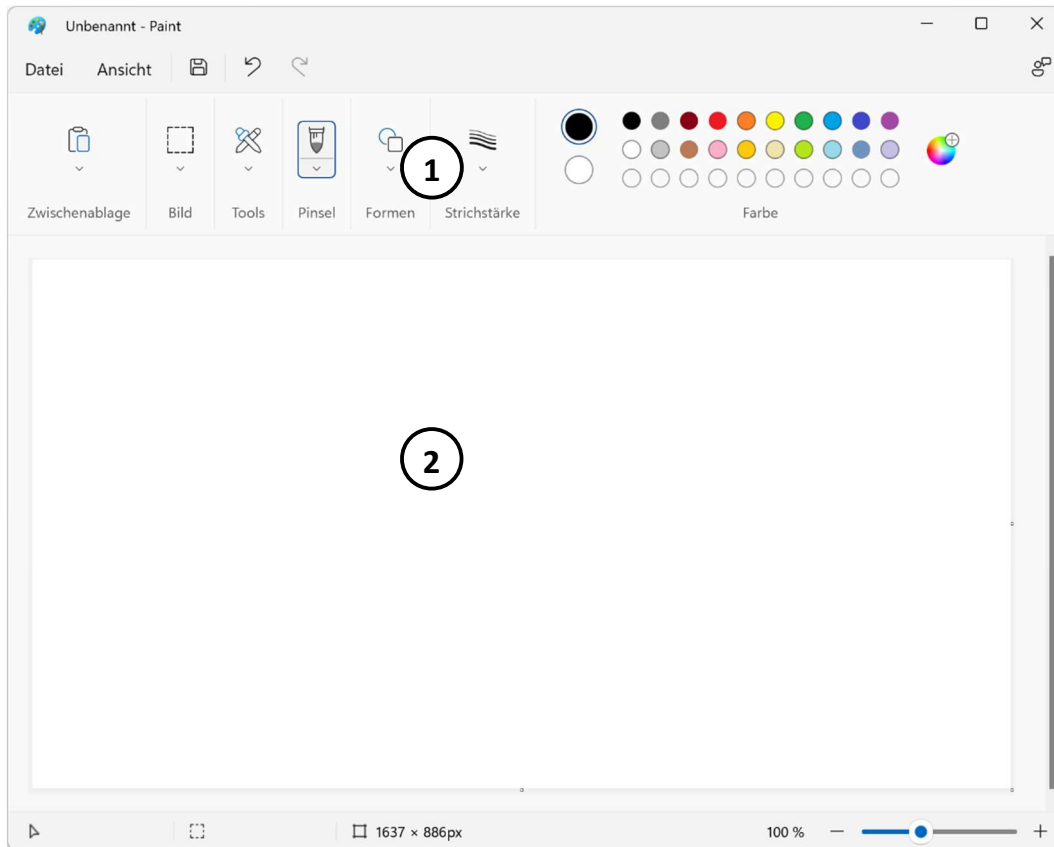 Unbenannt - Paint
Datei Ansicht
1
Zwischenablage Bild Tools Pinsel Formen Strichstärke Farbe
2
1637 × 886px 100 %